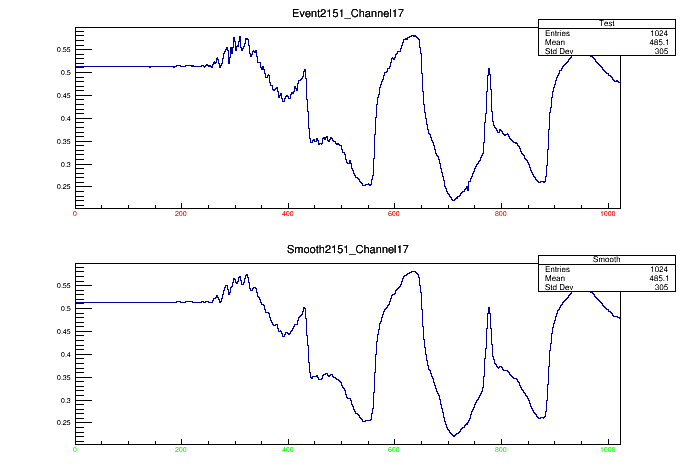 Event2151_Channel17
Test
Entries 1024
Mean 485.1
Std Dev 305
0.55
0.5
0.45
0.4
0.35
0.3
0.25
0 200 400 600 800 1000
Smooth2151_Channel17
Smooth
Entries 1024
Mean 485.1
Std Dev 305
0.55
0.5
0.45
0.4
0.35
0.3
0.25
0 200 400 600 800 1000